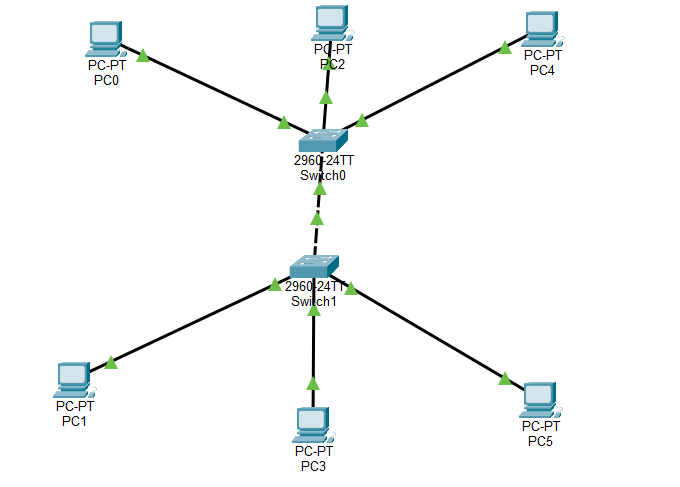 PC-PT
PC0
PC-PT
PC2
PC-PT
PC4
2960-24TT
Switch0
2960-24TT
Switch1
PC-PT
PC1
PC-PT
PC3
PC-PT
PC5